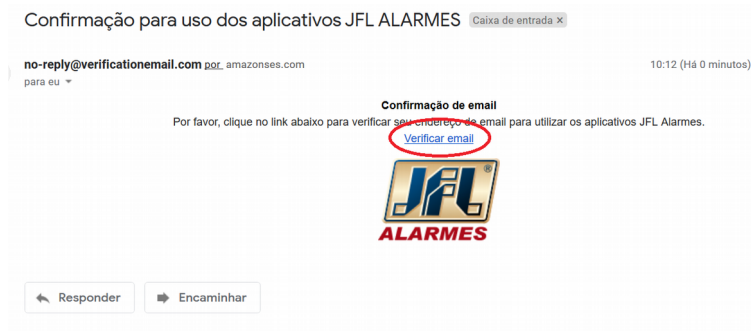 Confirmação para uso dos aplicativos JFL ALARMES Caixa de entrada ×
no-reply@verificationemail.com por amazonses.com 10:12 (Há 0 minutos)
para eu
Confirmação de email
Por favor, clique no link abaixo para verificar seu endereço de email para utilizar os aplicativos JFL Alarmes.
Verificar email
JFL ®
ALARMES
Responder Encaminhar